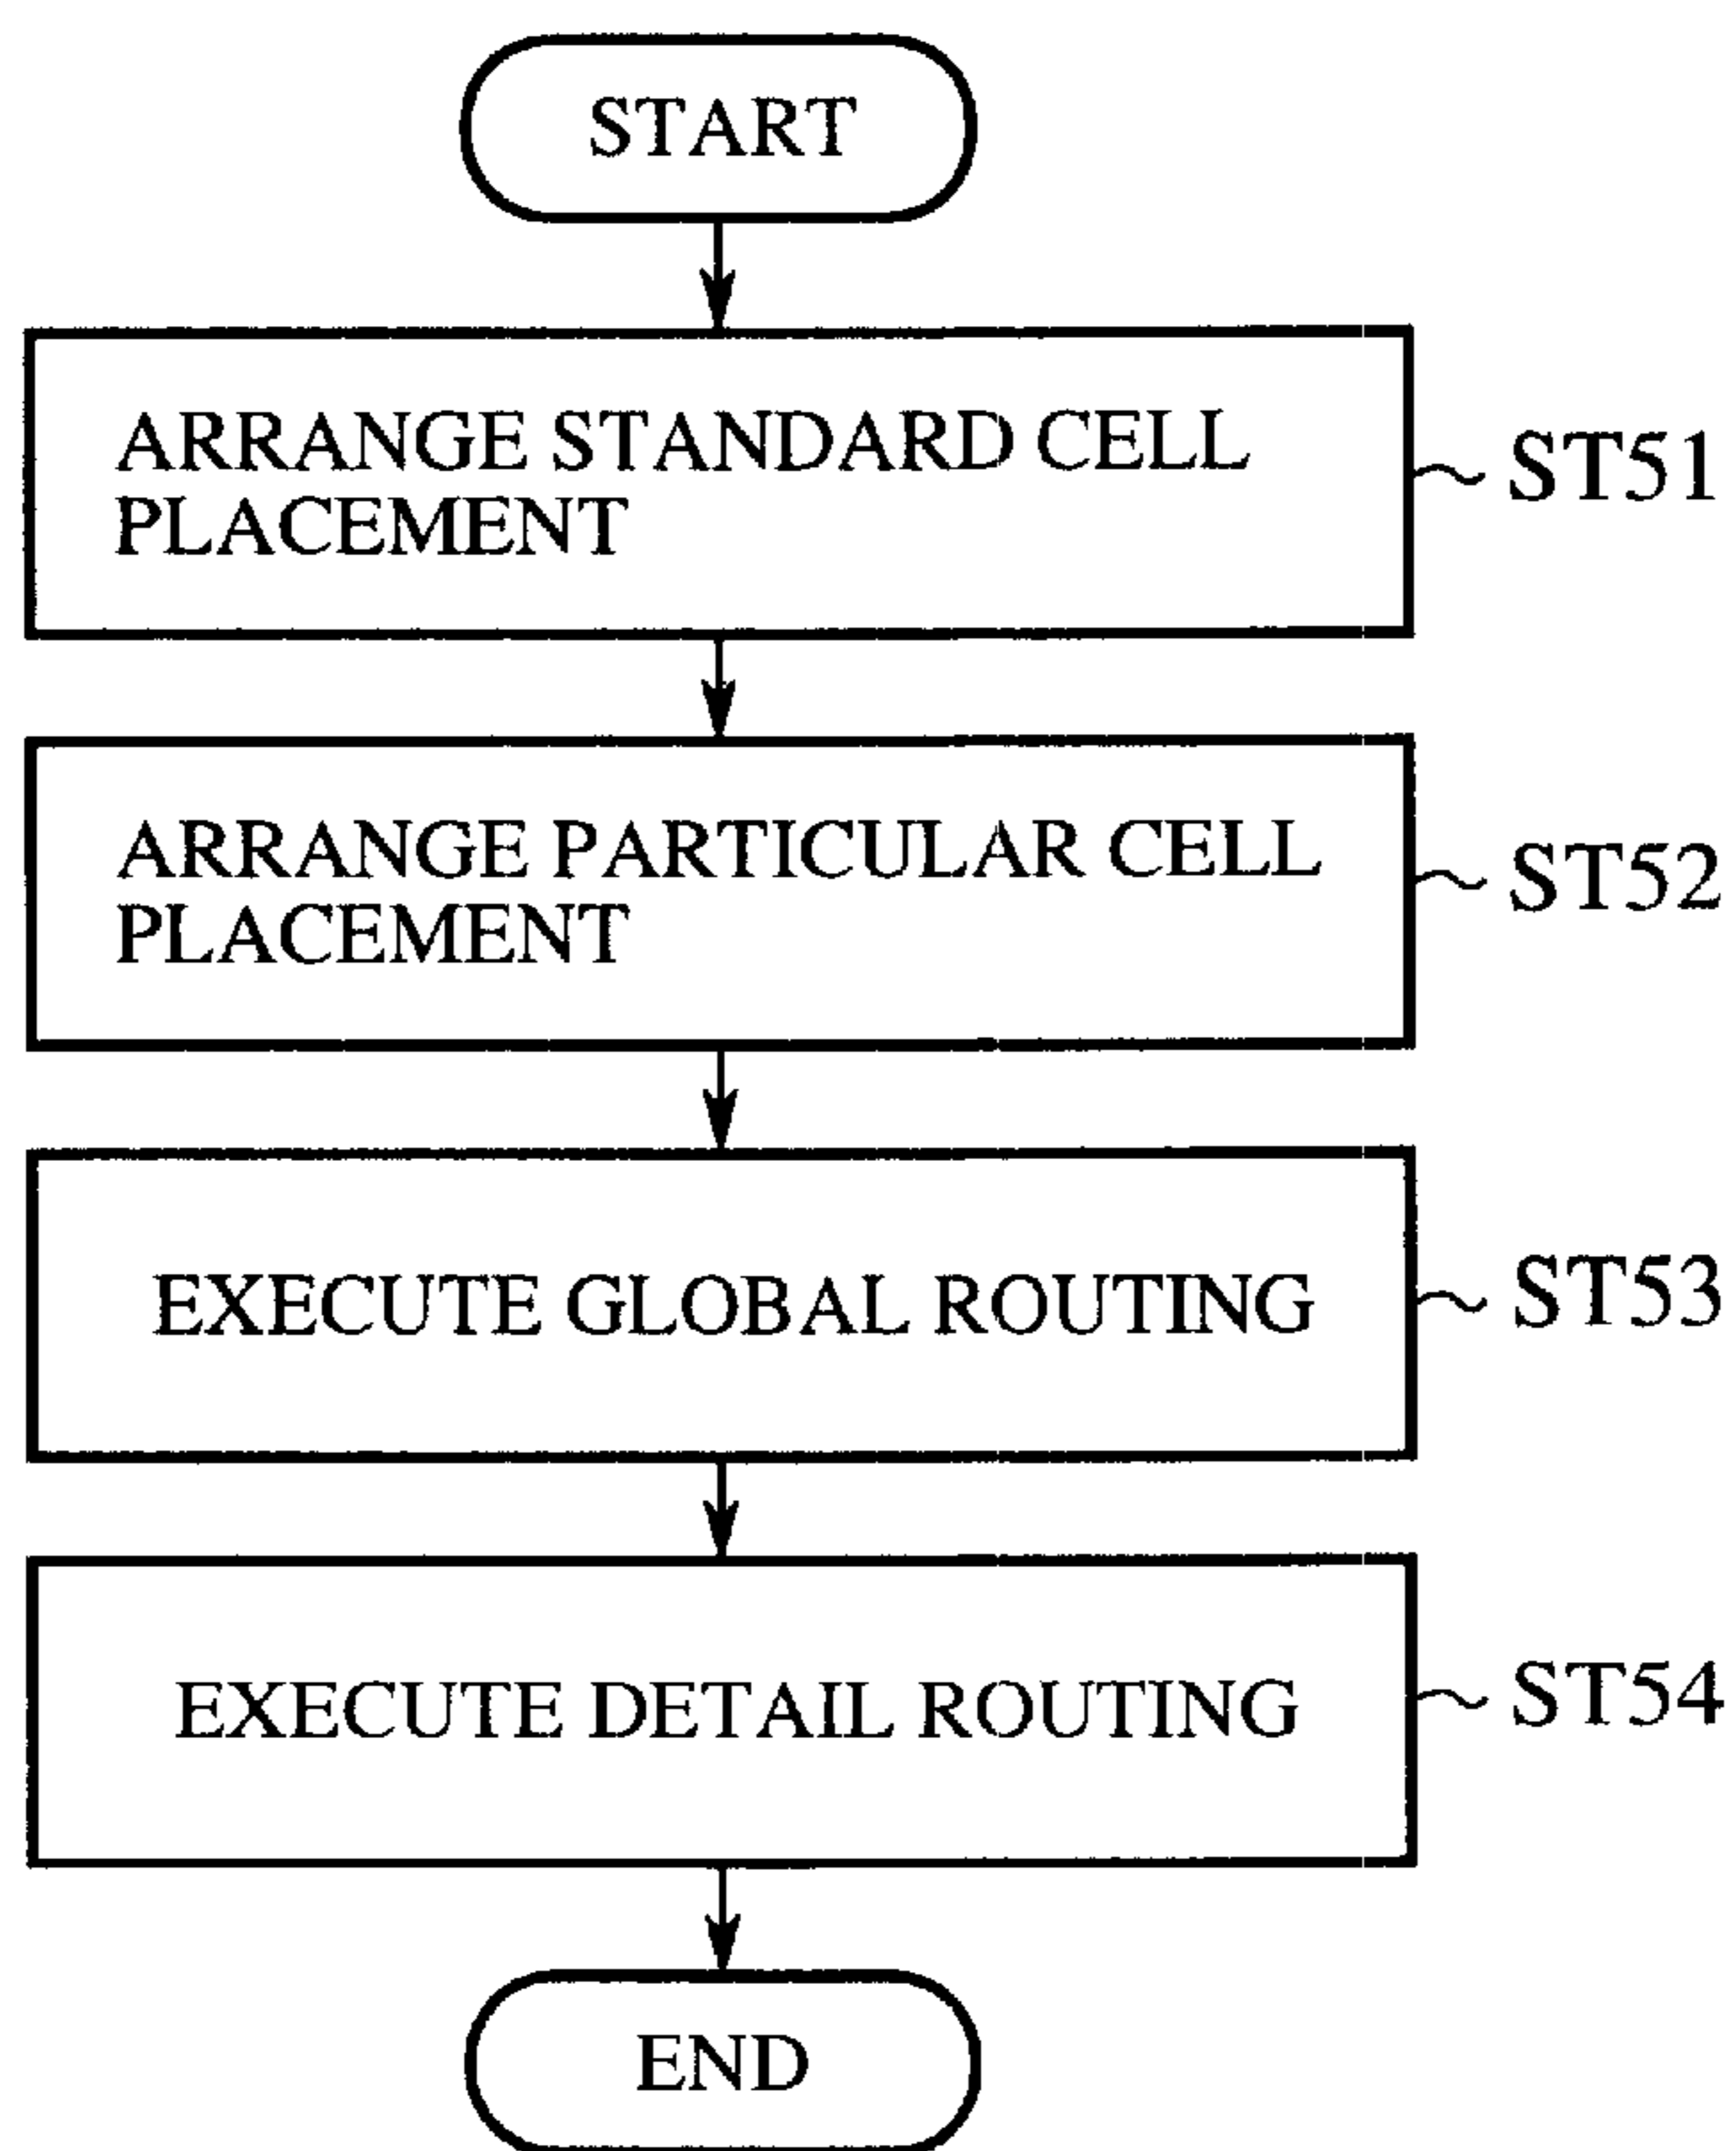 START
ARRANGE STANDARD CELL
PLACEMENT
ST51
ARRANGE PARTICULAR CELL
PLACEMENT
ST52
EXECUTE GLOBAL ROUTING
ST53
EXECUTE DETAIL ROUTING
ST54
END